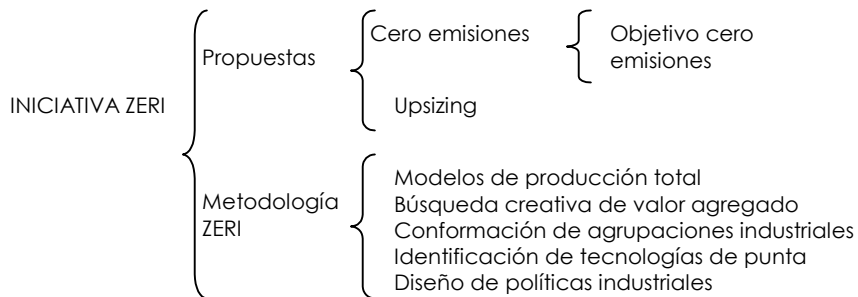 INICIATIVA ZERI
Propuestas
Cero emisiones
Objetivo cero
emisiones
Upsizing
Metodología
ZERI
Modelos de producción total
Búsqueda creativa de valor agregado
Conformación de agrupaciones industriales
Identificación de tecnologías de punta
Diseño de políticas industriales